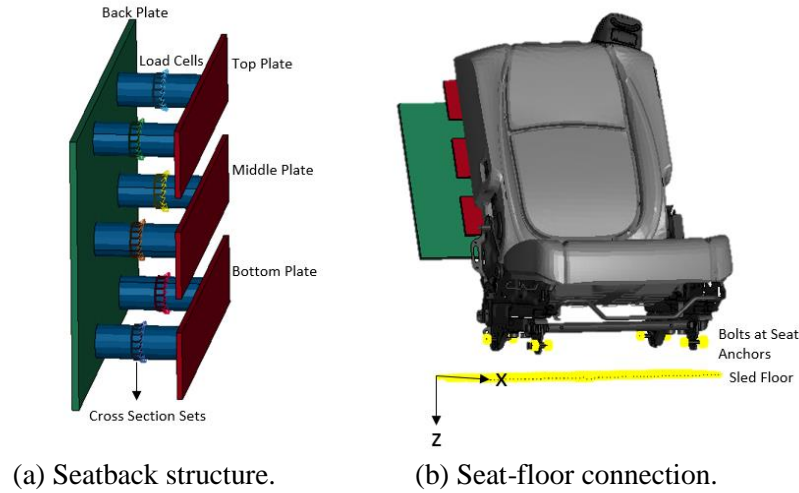 Back Plate
Load Cells
Top Plate
Middle Plate
Bottom Plate
Cross Section Sets
Bolts at Seat
Anchors
Sled Floor
X
Z
(a) Seatback structure.
(b) Seat-floor connection.